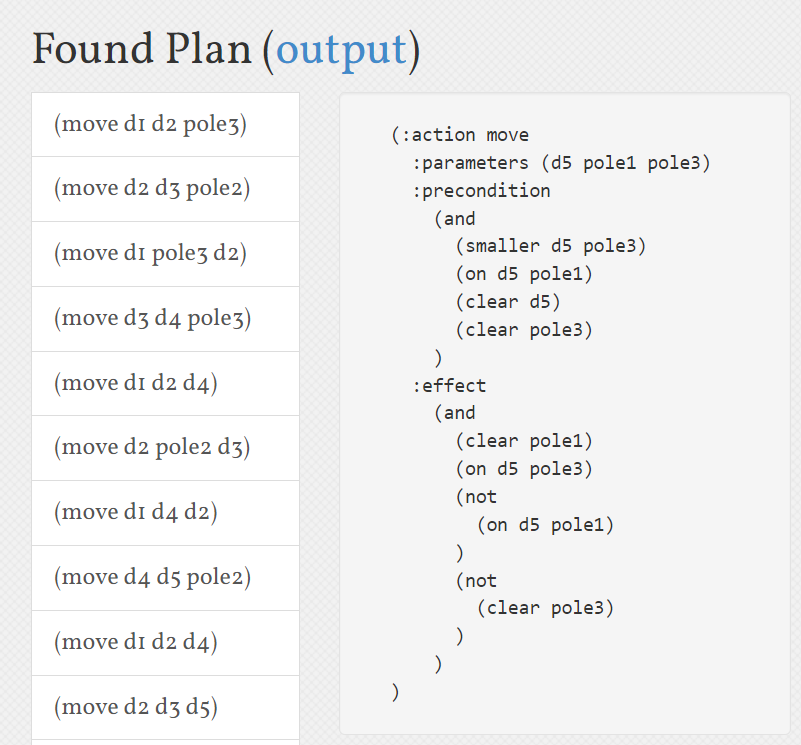 Found Plan (output)
(move d1 d2 pole3)
(move d2 d3 pole2)
(move d1 pole3 d2)
(move d3 d4 pole3)
(move d1 d2 d4)
(move d2 pole2 d3)
(move d1 d4 d2)
(move d4 d5 pole2)
(move d1 d2 d4)
(move d2 d3 d5)
(:action move
  :parameters (d5 pole1 pole3)
  :precondition
    (and
      (smaller d5 pole3)
      (on d5 pole1)
      (clear d5)
      (clear pole3)
    )
  :effect
    (and
      (clear pole1)
      (on d5 pole3)
      (not
        (on d5 pole1)
      )
      (not
        (clear pole3)
      )
    )
)